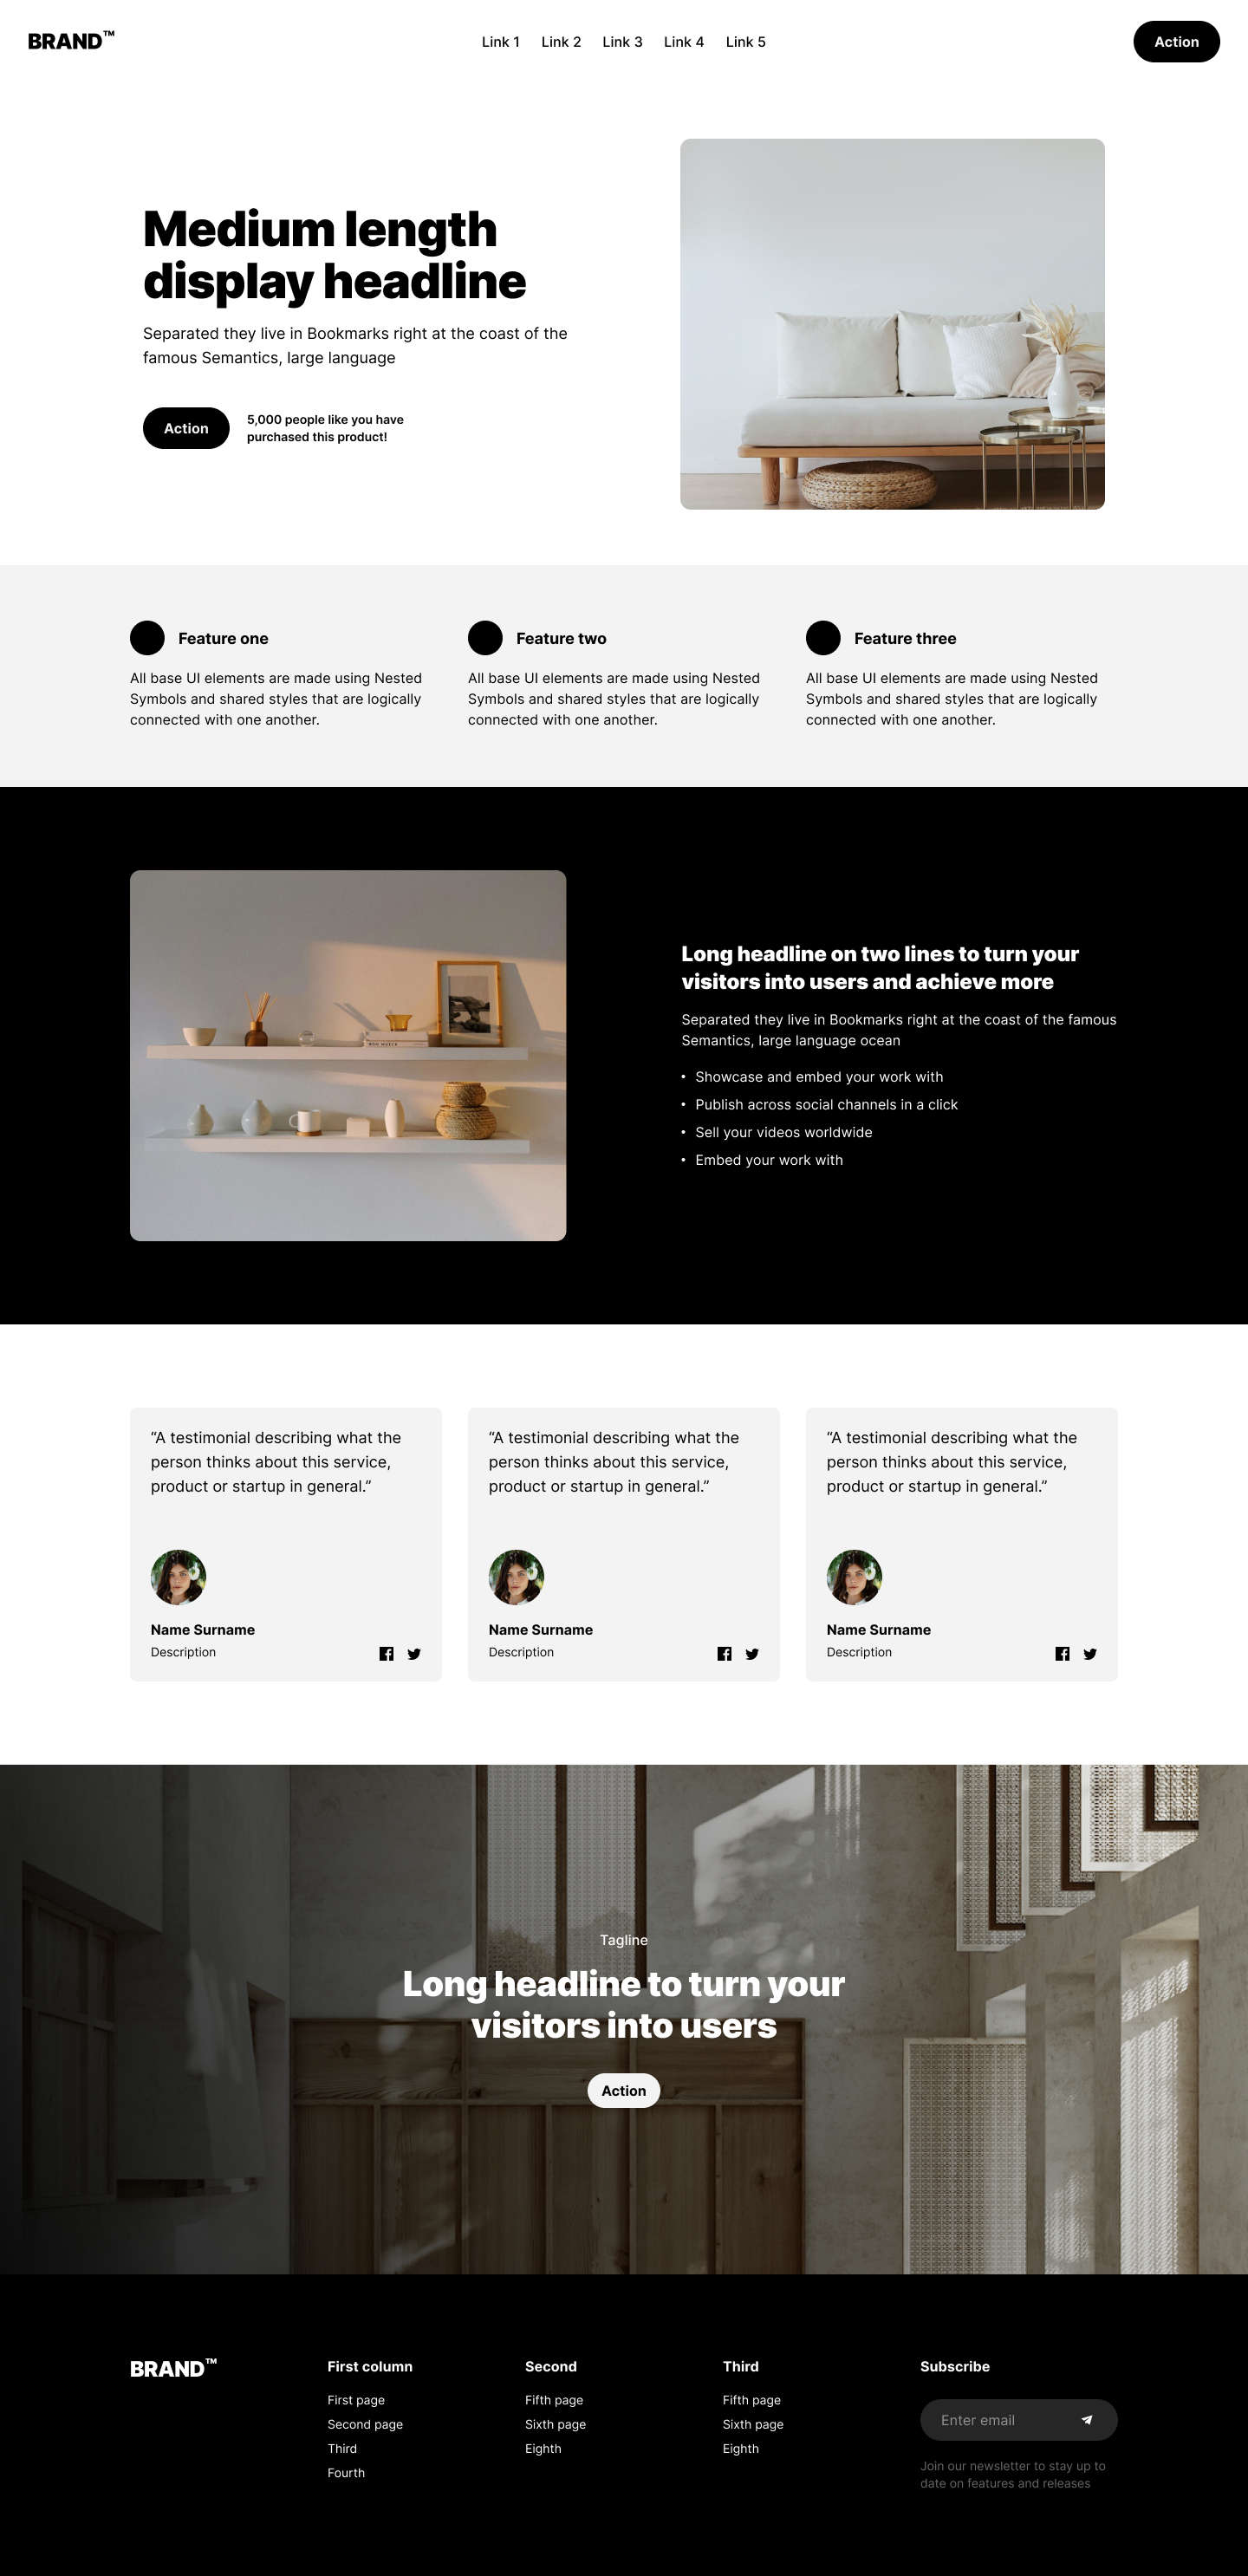 BRAND™
Link 1 Link 2 Link 3 Link 4 Link 5
Action
Medium length
display headline
Separated they live in Bookmarks right at the coast of the
famous Semantics, large language
Action
5,000 people like you have
purchased this product!
Feature one
All base UI elements are made using Nested
Symbols and shared styles that are logically
connected with one another.
Feature two
All base UI elements are made using Nested
Symbols and shared styles that are logically
connected with one another.
Feature three
All base UI elements are made using Nested
Symbols and shared styles that are logically
connected with one another.
Long headline on two lines to turn your
visitors into users and achieve more
Separated they live in Bookmarks right at the coast of the famous
Semantics, large language ocean
• Showcase and embed your work with
• Publish across social channels in a click
• Sell your videos worldwide
• Embed your work with
“A testimonial describing what the
person thinks about this service,
product or startup in general.”
Name Surname
Description
“A testimonial describing what the
person thinks about this service,
product or startup in general.”
Name Surname
Description
“A testimonial describing what the
person thinks about this service,
product or startup in general.”
Name Surname
Description
Tagline
Long headline to turn your
visitors into users
Action
BRAND™
First column
First page
Second page
Third
Fourth
Second
Fifth page
Sixth page
Eighth
Third
Fifth page
Sixth page
Eighth
Subscribe
Enter email
Join our newsletter to stay up to
date on features and releases